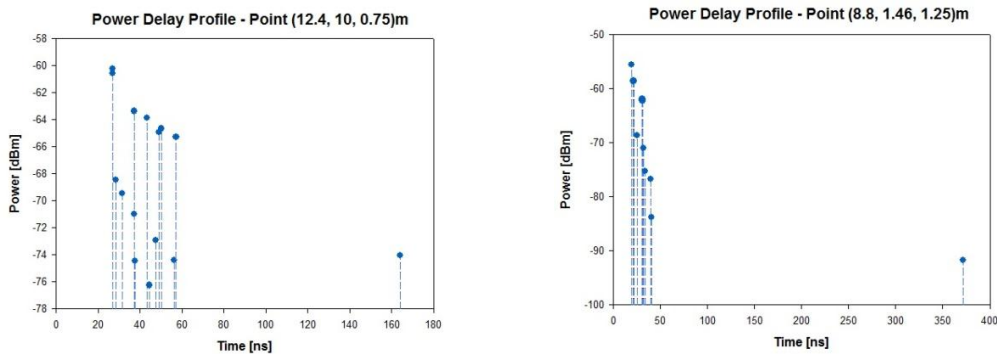 Power Delay Profile - Point (12.4, 10, 0.75)m
-58
-60
-62
-64
-66
-68
-70
-72
-74
-76
-78
Power [dBm]
0 20 40 60 80 100 120 140 160 180
Time [ns]
Power Delay Profile - Point (8.8, 1.46, 1.25)m
-50
-60
-70
-80
-90
-100
Power [dBm]
0 50 100 150 200 250 300 350 400
Time [ns]